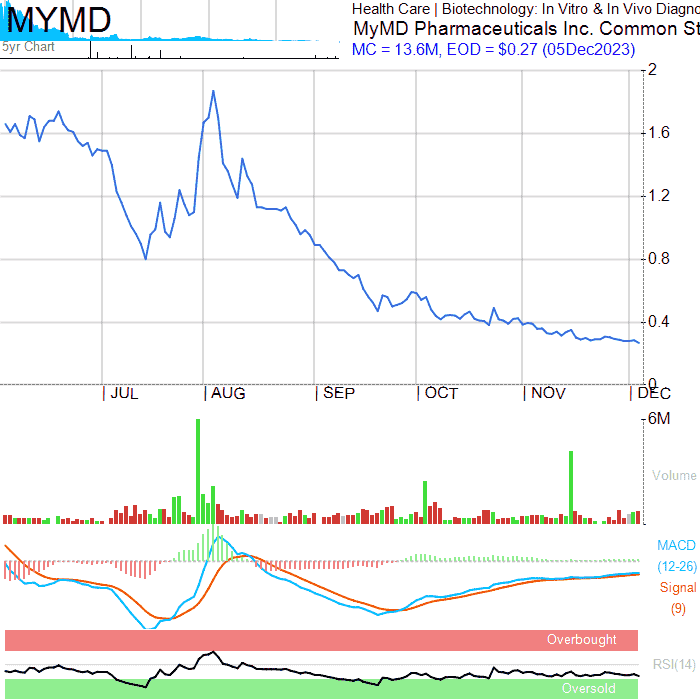 MYMD
5yr Chart
Health Care | Biotechnology: In Vitro & In Vivo Diagno
MyMD Pharmaceuticals Inc. Common St
MC = 13.6M, EOD = $0.27 (05Dec2023)
2
1.6
1.2
0.8
0.4
0
| JUL | AUG | SEP | OCT | NOV | DEC
6M
Volume
MACD
(12-26)
Signal
(9)
Overbought
RSI(14)
Oversold